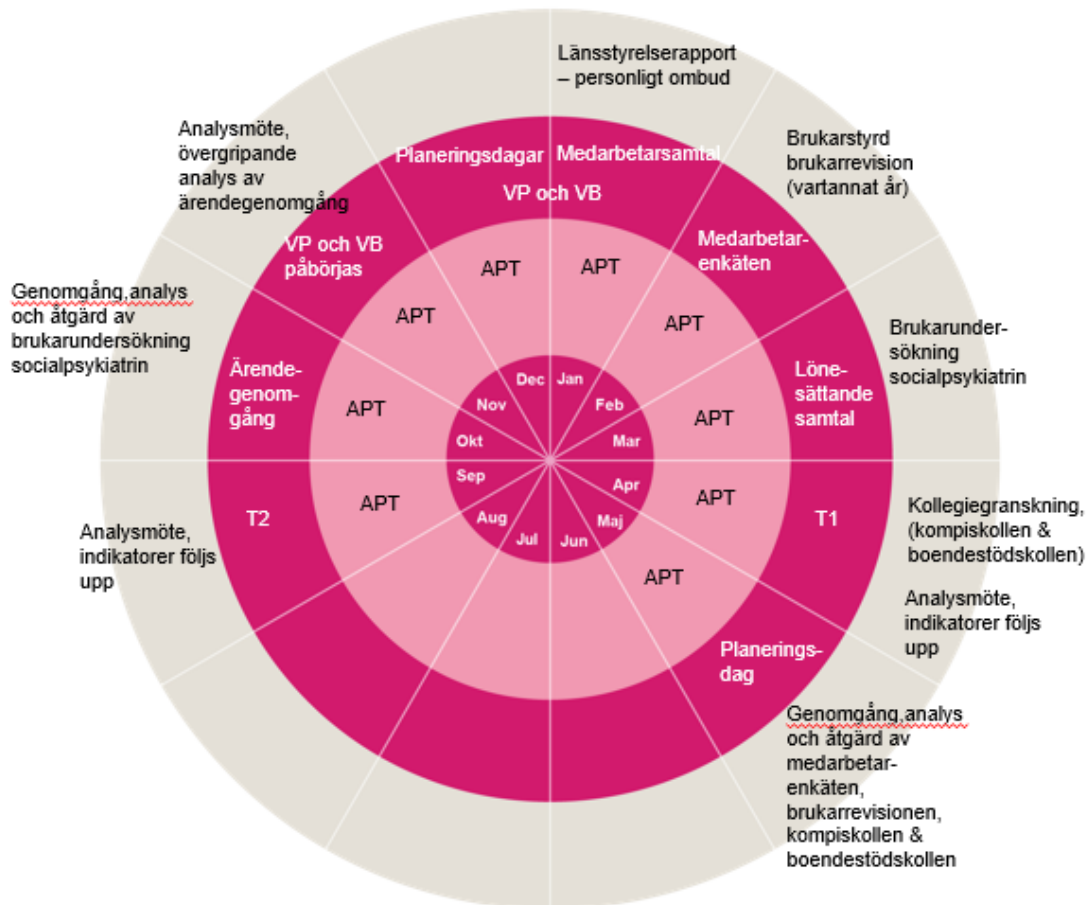 Länsstyrelserapport
– personligt ombud
Brukarstyrd
brukarrevision
(vartannat år)
Brukarunder-
sökning
socialpsykiatrin
Kollegiegranskning,
(kompiskollen &
boendestödskollen)
Analysmöte,
indikatorer följs
upp
Genomgång,analys
och åtgärd av
medarbetar-
enkäten,
brukarrevisionen,
kompiskollen &
boendestödskollen
Analysmöte,
indikatorer följs
upp
Genomgång,analys
och åtgärd av
brukarundersökning
socialpsykiatrin
Analysmöte,
övergripande
analys av
ärendegenomgång
Planeringsdagar
Medarbetarsamtal
VP och VB
Medarbetar-
enkäten
Löne-
sättande
samtal
T1
Planerings-
dag
T2
Ärende-
genom-
gång
VP och VB
påbörjas
APT
APT
APT
APT
APT
APT
APT
APT
APT
APT
Jan
Feb
Mar
Apr
Maj
Jun
Jul
Aug
Sep
Okt
Nov
Dec